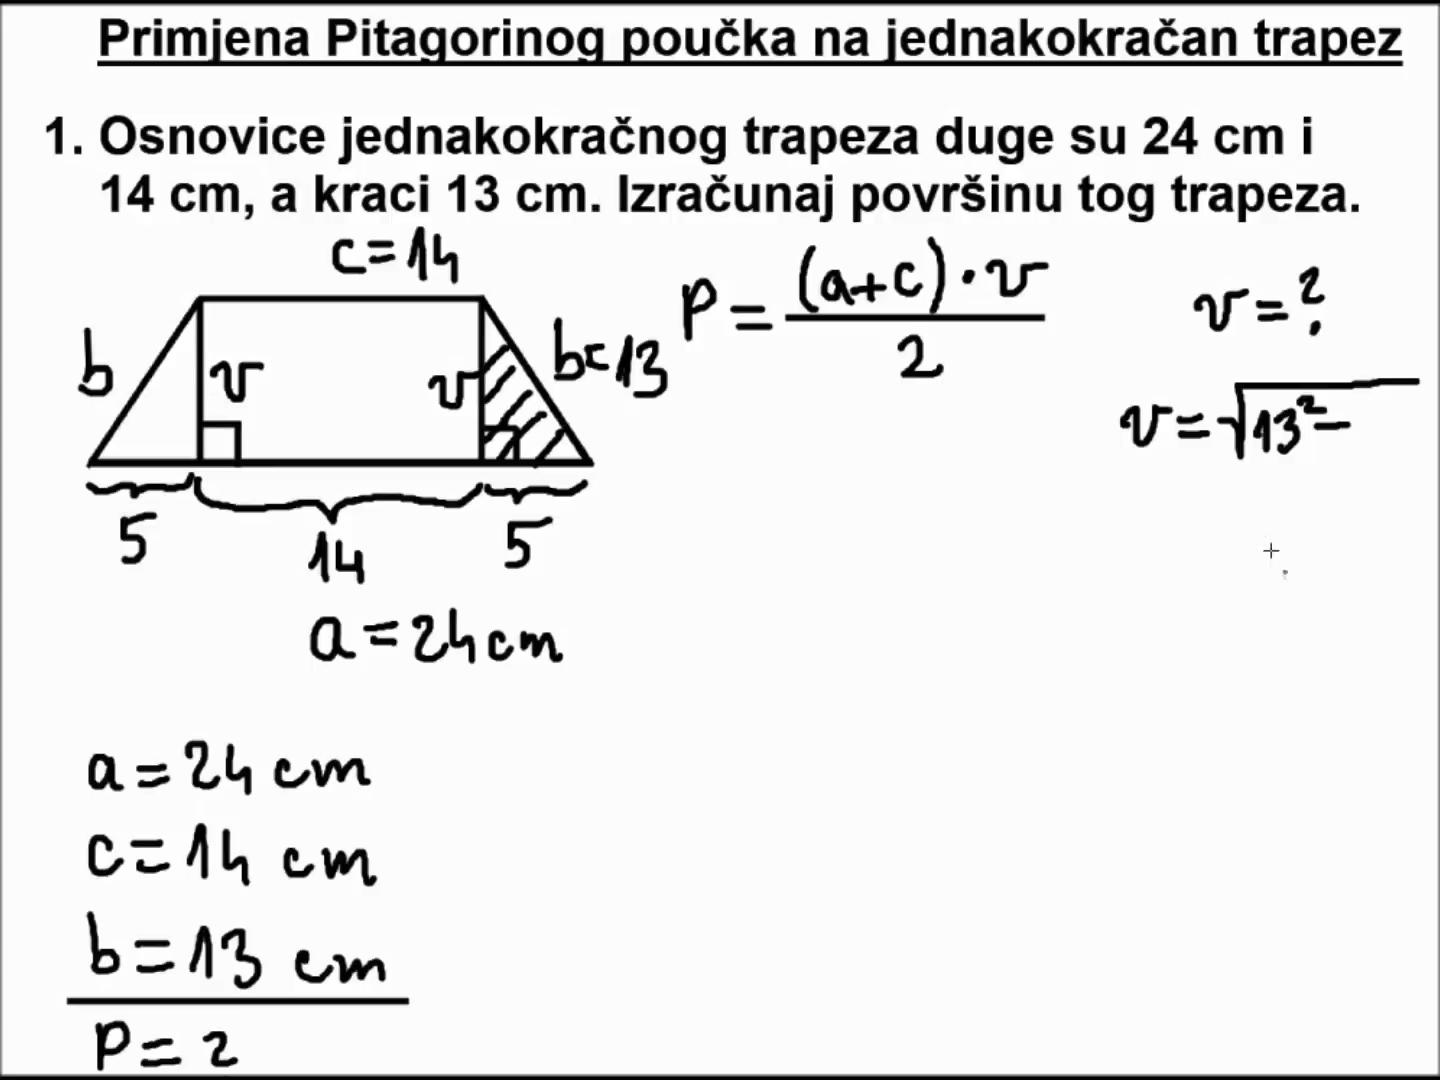 Primjena Pitagorinog poučka na jednakokračan trapez
1. Osnovice jednakokračnog trapeza duge su 24 cm i
14 cm, a kraci 13 cm. Izračunaj površinu tog trapeza.
c=14
b
v
v
b=13
5
14
5
a=24cm
P=(a+c)·v
2
v=?
v=√13²-
a=24 cm
c=14 cm
b=13 cm
P=?